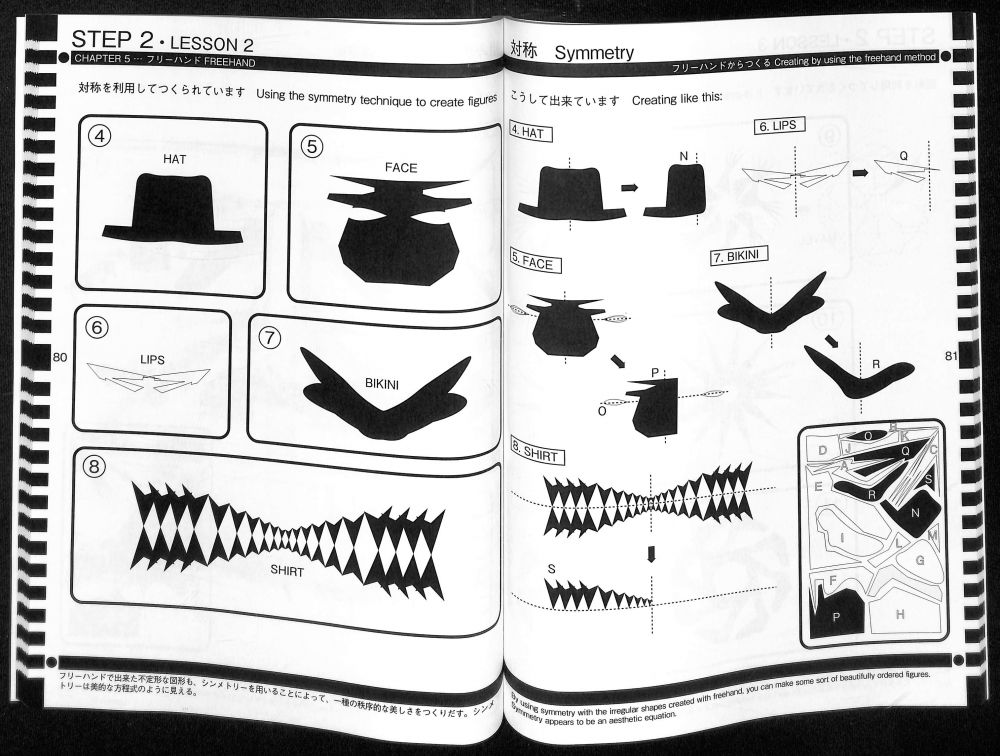 STEP 2・LESSON 2
CHAPTER 5 … フリーハンド FREEHAND
対称を利用してつくられています Using the symmetry technique to create figures
④
HAT
⑤
FACE
⑥
LIPS
⑦
BIKINI
⑧
SHIRT
80
フリーハンドで出来た不定形な図形も、シンメトリーを用いることによって、一種の秩序的な美しさをつくりだす。シンメ
トリーは美的な方程式のように見える。
対称 Symmetry
フリーハンドからつくる Creating by using the freehand method
こうして出来ています Creating like this:
4. HAT
N
6. LIPS
Q
5. FACE
O
P
7. BIKINI
R
8. SHIRT
S
81
D
J
O
B
K
C
A
Q
E
R
S
N
I
L
M
G
F
P
H
By using symmetry with the irregular shapes created with freehand, you can make some sort of beautifully ordered figures.
Symmetry appears to be an aesthetic equation.